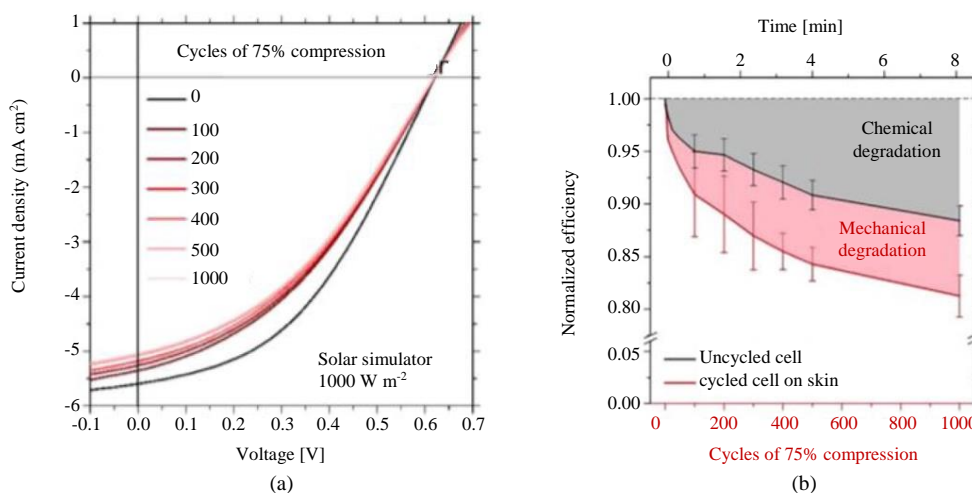 Cycles of 75% compression
0
100
200
300
400
500
1000
Solar simulator
1000 W m-2
1
0
-1
-2
-3
-4
-5
-6
-0.1 0.0 0.1 0.2 0.3 0.4 0.5 0.6 0.7
Current density (mA cm2)
Voltage [V]
(a)
Time [min]
0 2 4 6 8
1.00
0.95
0.90
0.85
0.80
0.05
0.00
Normalized efficiency
Chemical
degradation
Mechanical
degradation
Uncycled cell
cycled cell on skin
0 200 400 600 800 1000
Cycles of 75% compression
(b)